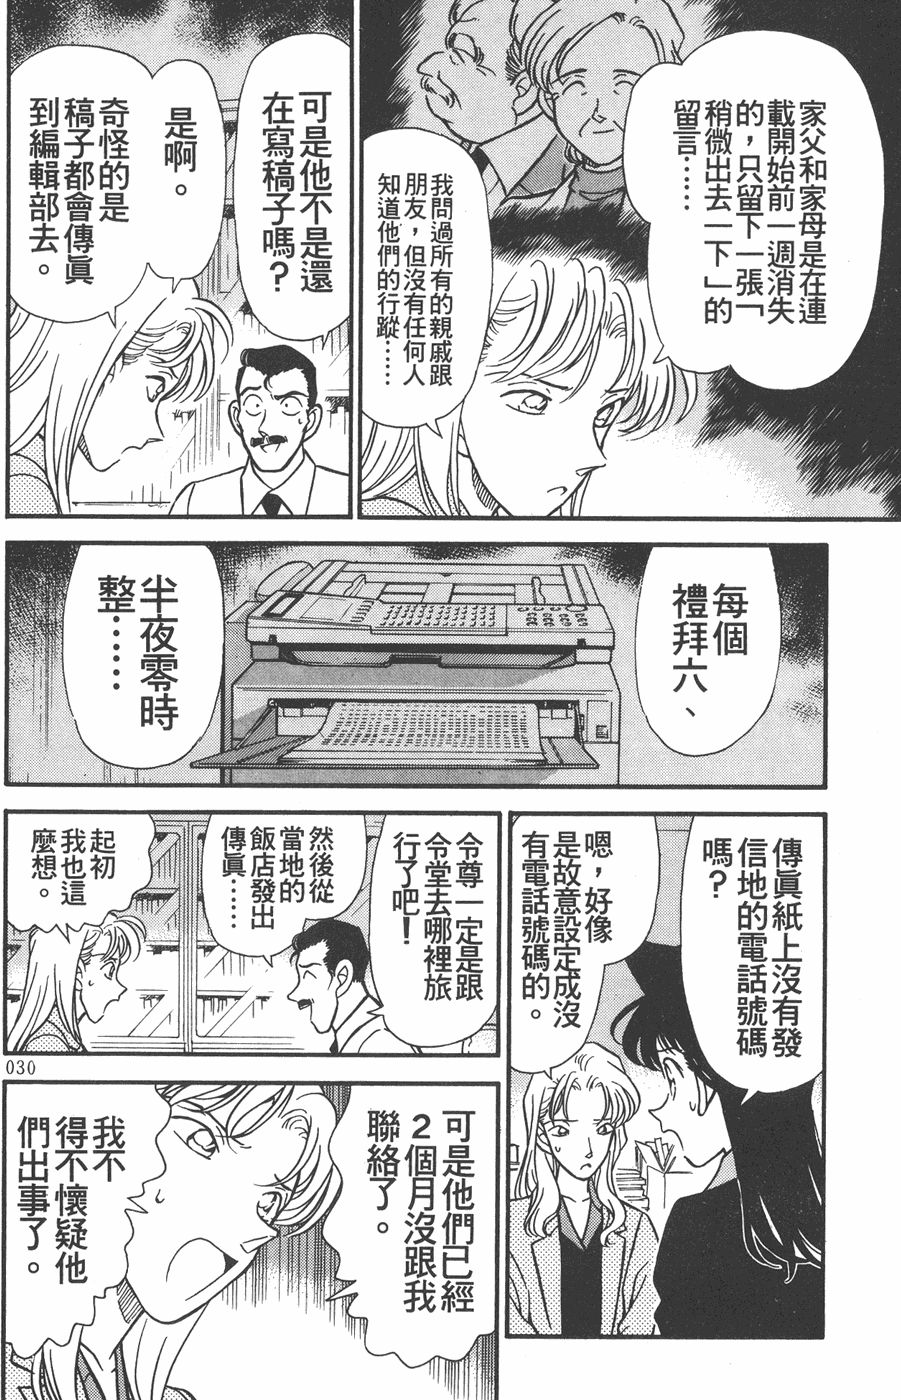 家父和家母是在連
載開始前一週消失
的，只留下一張「
稍微出去一下」的
留言……
我問過所有的親戚跟
朋友，但沒有任何人
知道他們的行蹤……
可是他不是還
在寫稿子嗎？
是啊。
奇怪的是
稿子都會傳眞
到編輯部去。
每個
禮拜六、
半夜零時
整……
傳眞紙上沒有發
信地的電話號碼
嗎？
嗯，好像
是故意設定成沒
有電話號碼的。
令尊一定是跟
令堂去哪裡旅
行了吧！
然後從
當地的
飯店發出
傳眞……
起初
我也這
麼想。
030
可是他們已經
2個月沒跟我
聯絡了。
我不
得不懷疑他
們出事了。